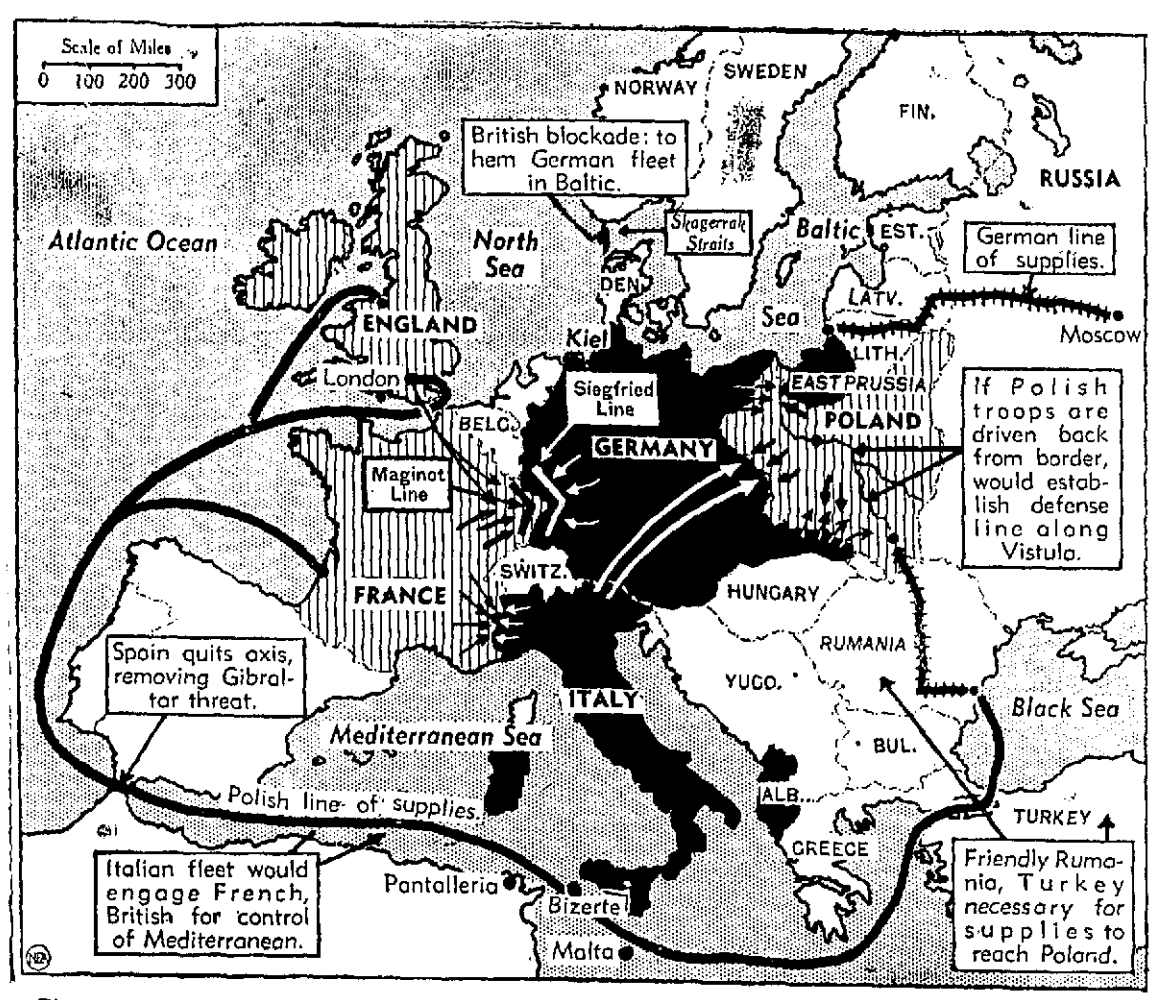 Scale of Miles
0 100 200 300
NORWAY
SWEDEN
FIN.
RUSSIA
British blockade: to
hem German fleet
in Baltic.
Skagerrak
Straits
Atlantic Ocean
North
Sea
Baltic
Sea
EST.
German line
of supplies.
DEN.
LATV.
Moscow
ENGLAND
Kiel
LITH.
London
Siegfried
Line
EAST PRUSSIA
BELG.
GERMANY
POLAND
If Polish
troops are
driven back
from border,
would estab-
lish defense
line along
Vistula.
Maginot
Line
SWITZ.
FRANCE
HUNGARY
RUMANIA
Spain quits axis,
removing Gibral-
tar threat.
ITALY
YUGO.
Black Sea
Mediterranean Sea
BUL.
Polish line of supplies.
ALB.
TURKEY
GREECE
Italian fleet would
engage French,
British for control
of Mediterranean.
Pantalleria
Bizerte
Malta
Friendly Ruma-
nia, Turkey
necessary for
supplies to
reach Poland.
NEA